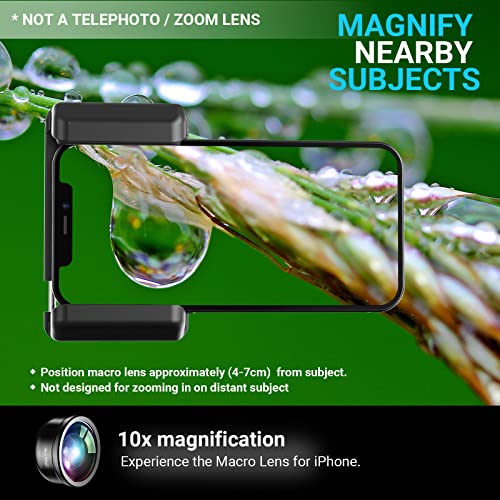 * NOT A TELEPHOTO / ZOOM LENS
MAGNIFY
NEARBY
SUBJECTS
• Position macro lens approximately (4-7cm) from subject.
• Not designed for zooming in on distant subject
10x magnification
Experience the Macro Lens for iPhone.